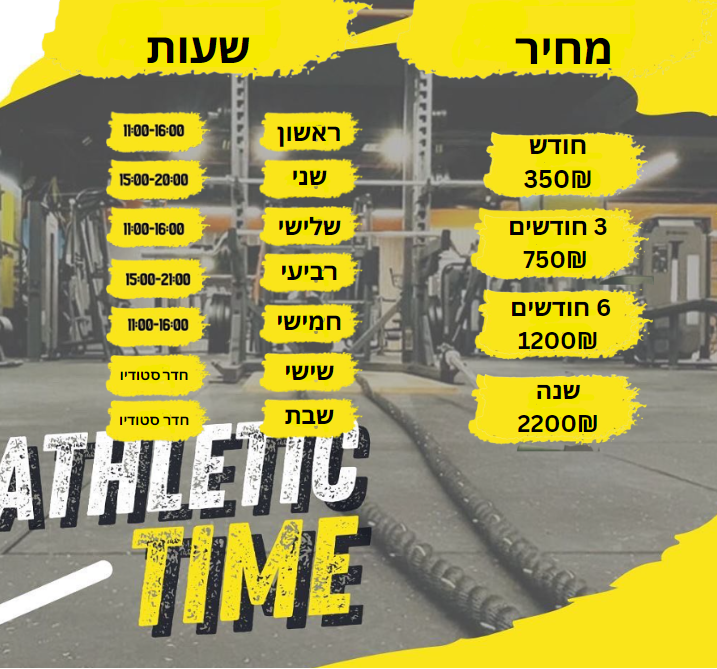 מחיר
חודש
350₪
3 חודשים
750₪
6 חודשים
1200₪
שנה
2200₪
שעות
ראשון 11:00-16:00
שני 15:00-20:00
שלישי 11:00-16:00
רביעי 15:00-21:00
חמישי 11:00-16:00
שישי חדר סטודיו
שבת חדר סטודיו
ATHLETIC
TIME